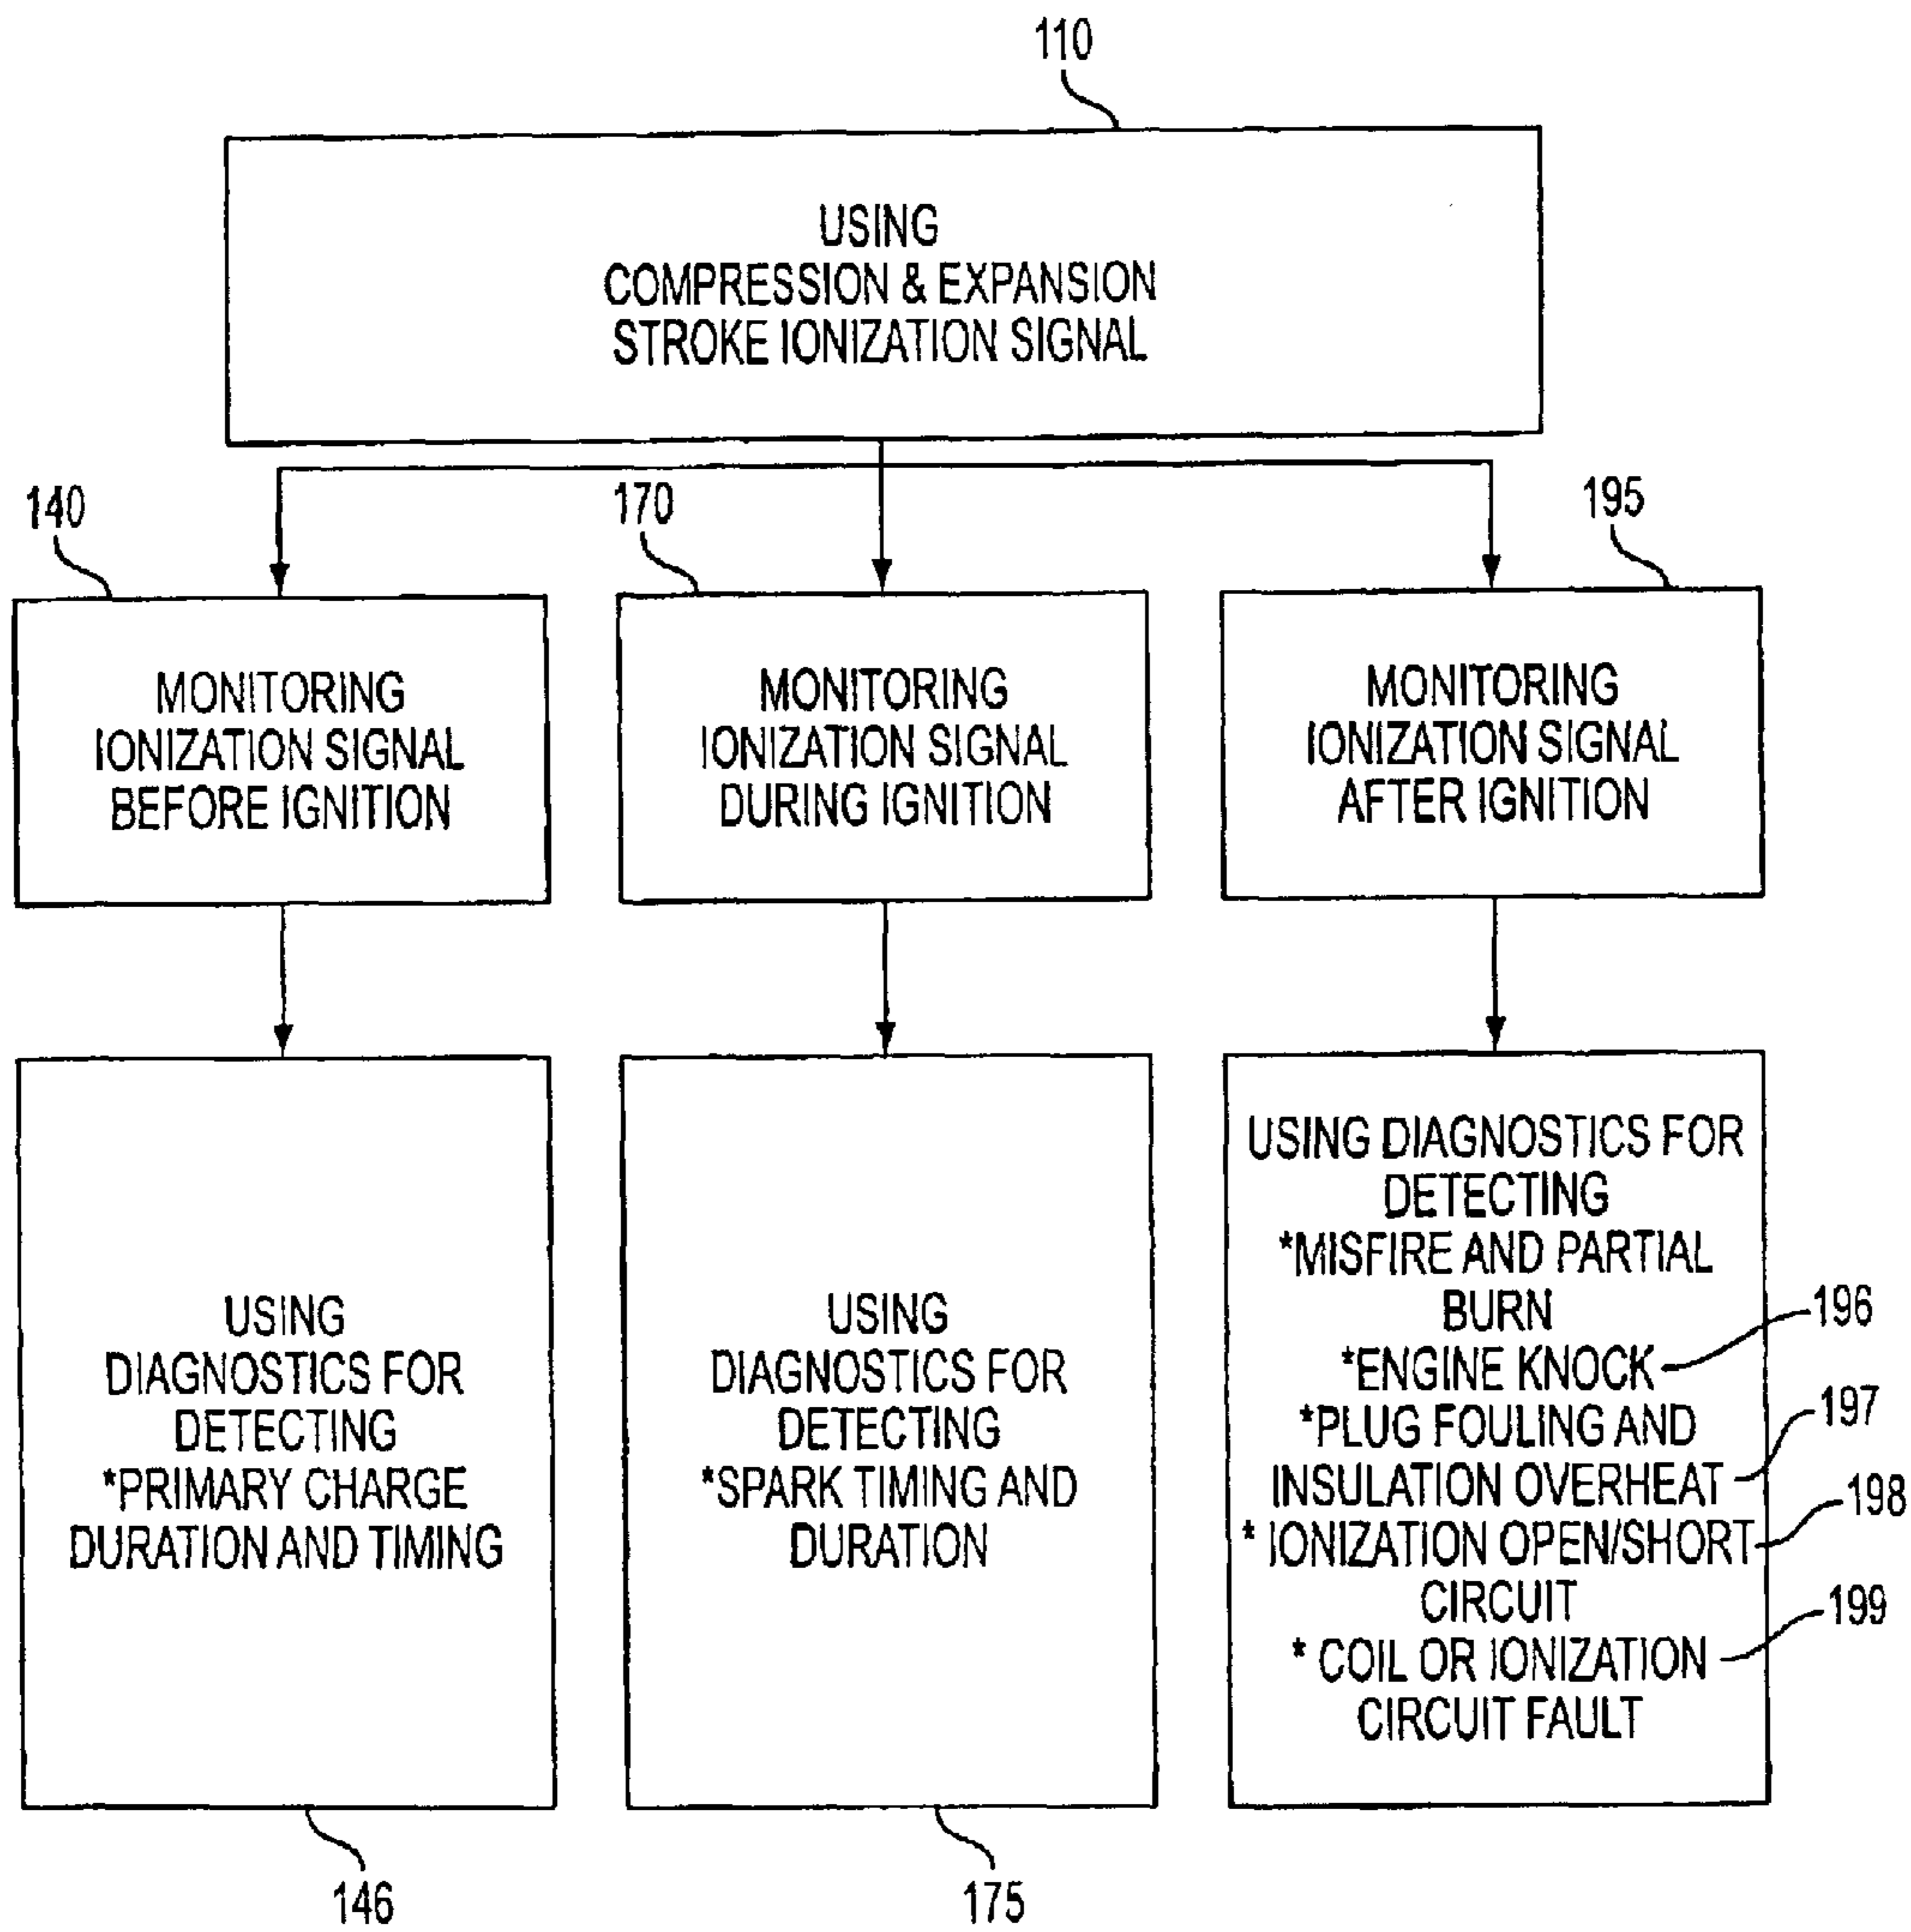 110
USING
COMPRESSION & EXPANSION
STROKE IONIZATION SIGNAL
140
170
195
MONITORING
IONIZATION SIGNAL
BEFORE IGNITION
MONITORING
IONIZATION SIGNAL
DURING IGNITION
MONITORING
IONIZATION SIGNAL
AFTER IGNITION
USING
DIAGNOSTICS FOR
DETECTING
*PRIMARY CHARGE
DURATION AND TIMING
146
USING
DIAGNOSTICS FOR
DETECTING
*SPARK TIMING AND
DURATION
175
USING DIAGNOSTICS FOR
DETECTING
*MISFIRE AND PARTIAL
BURN
*ENGINE KNOCK
196
*PLUG FOULING AND
INSULATION OVERHEAT
197
* IONIZATION OPEN/SHORT
CIRCUIT
198
* COIL OR IONIZATION
CIRCUIT FAULT
199